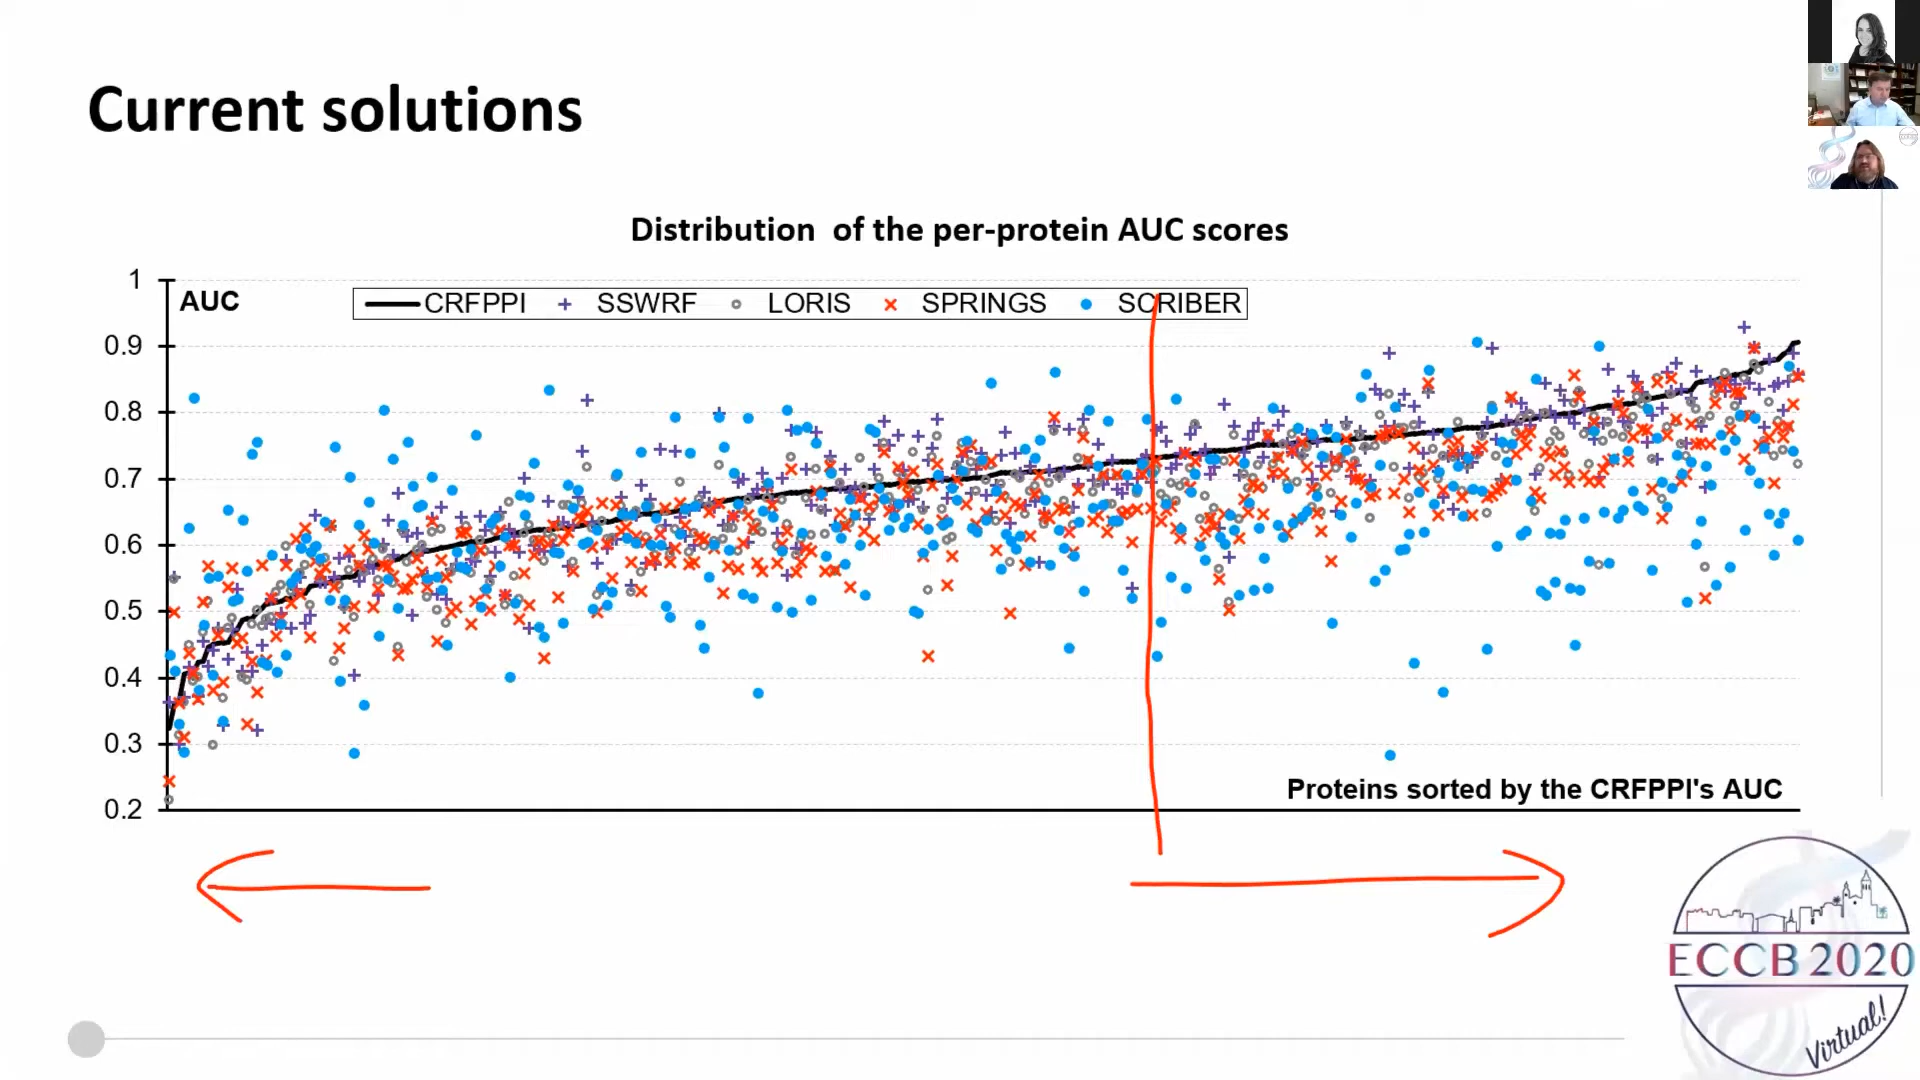 Current solutions
Distribution of the per-protein AUC scores
AUC
CRFPPI SSWRF LORIS SPRINGS SCRIBER
1
0.9
0.8
0.7
0.6
0.5
0.4
0.3
0.2
Proteins sorted by the CRFPPI's AUC
ECCB 2020
Virtual!